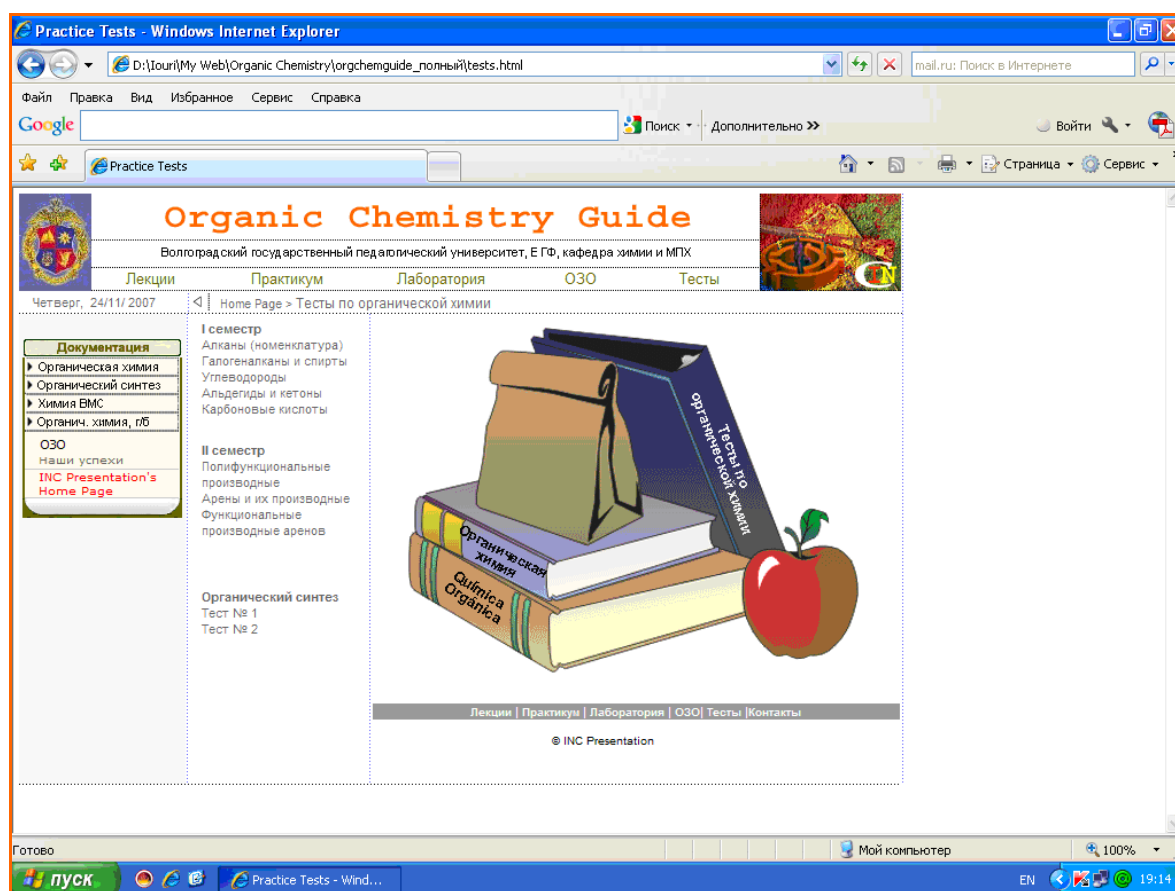 Practice Tests - Windows Internet Explorer
D:\Iouri\My Web\Organic Chemistry\orgchemguide_полный\tests.html
mail.ru: Поиск в Интернете
Файл Правка Вид Избранное Сервис Справка
Google Поиск Дополнительно >> Войти
Practice Tests Страница Сервис
Organic Chemistry Guide
Волгоградский государственный педагогический университет, ЕГФ, кафедра химии и МПХ
Лекции Практикум Лаборатория ОЗО Тесты
Четверг, 24/11/ 2007 Home Page > Тесты по органической химии
Документация
Органическая химия
Органический синтез
Химия ВМС
Органич. химия, г/б
ОЗО
Наши успехи
INC Presentation's
Home Page
I семестр
Алканы (номенклатура)
Галогеналканы и спирты
Углеводороды
Альдегиды и кетоны
Карбоновые кислоты
II семестр
Полифункциональные
производные
Арены и их производные
Функциональные
производные аренов
Органический синтез
Тест № 1
Тест № 2
Тесты по
органической химии
Органическая
химия
Química
Orgánica
Лекции | Практикум | Лаборатория | ОЗО| Тесты |Контакты
© INC Presentation
Готово Мой компьютер 100%
пуск Practice Tests - Wind... EN 19:14